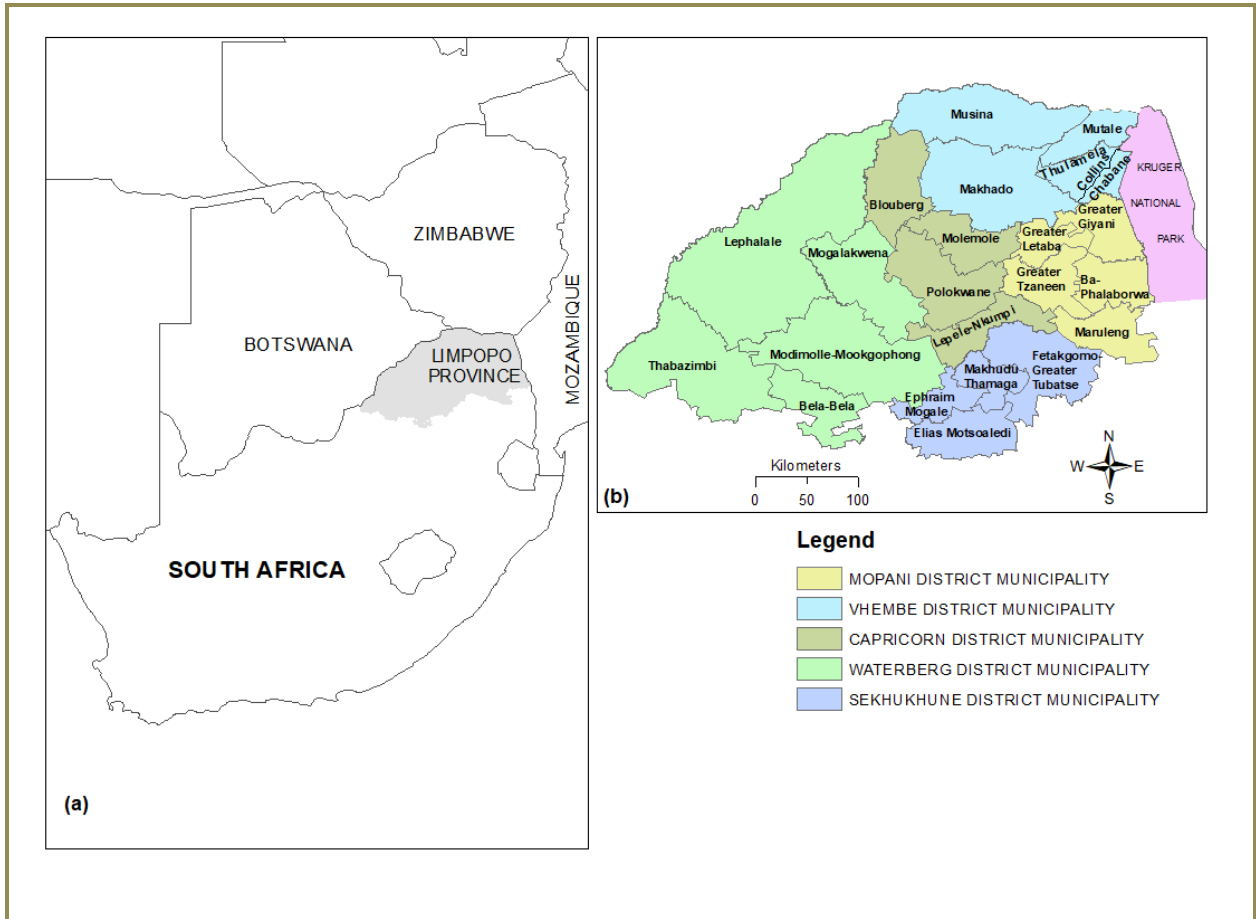 ZIMBABWE
MOZAMBIQUE
BOTSWANA
LIMPOPO
PROVINCE
SOUTH AFRICA
(a)
Musina
Mutale
Thulamela
Colling
Chabane
KRUGER
NATIONAL
PARK
Makhado
Blouberg
Greater
Giyani
Molemole
Greater
Letaba
Lephalale
Mogalakwena
Greater
Tzaneen
Ba-
Phalaborwa
Polokwane
Lepele-Nkumpi
Maruleng
Thabazimbi
Modimolle-Mookgophong
Makhudu
Thamaga
Fetakgomo-
Greater
Tubatse
Bela-Bela
Ephraim
Mogale
Elias Motsoaledi
Kilometers
0 50 100
N
W E
S
(b)
Legend
MOPANI DISTRICT MUNICIPALITY
VHEMBE DISTRICT MUNICIPALITY
CAPRICORN DISTRICT MUNICIPALITY
WATERBERG DISTRICT MUNICIPALITY
SEKHUKHUNE DISTRICT MUNICIPALITY